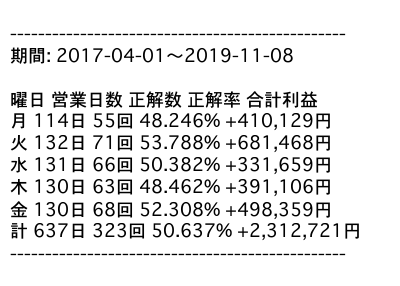 ------------------------------------------------
期間: 2017-04-01〜2019-11-08
曜日 営業日数 正解数 正解率 合計利益
月 114日 55回 48.246% +410,129円
火 132日 71回 53.788% +681,468円
水 131日 66回 50.382% +331,659円
木 130日 63回 48.462% +391,106円
金 130日 68回 52.308% +498,359円
計 637日 323回 50.637% +2,312,721円
------------------------------------------------